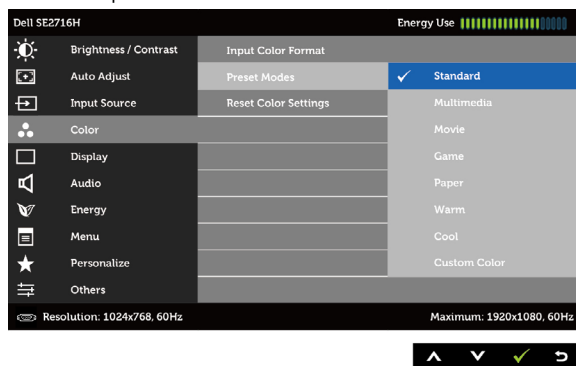 Dell SE2716H Energy Use
Brightness / Contrast Input Color Format
Auto Adjust Preset Modes Standard
Input Source Reset Color Settings Multimedia
Color Movie
Display Game
Audio Paper
Energy Warm
Menu Cool
Personalize Custom Color
Others
Resolution: 1024x768, 60Hz Maximum: 1920x1080, 60Hz